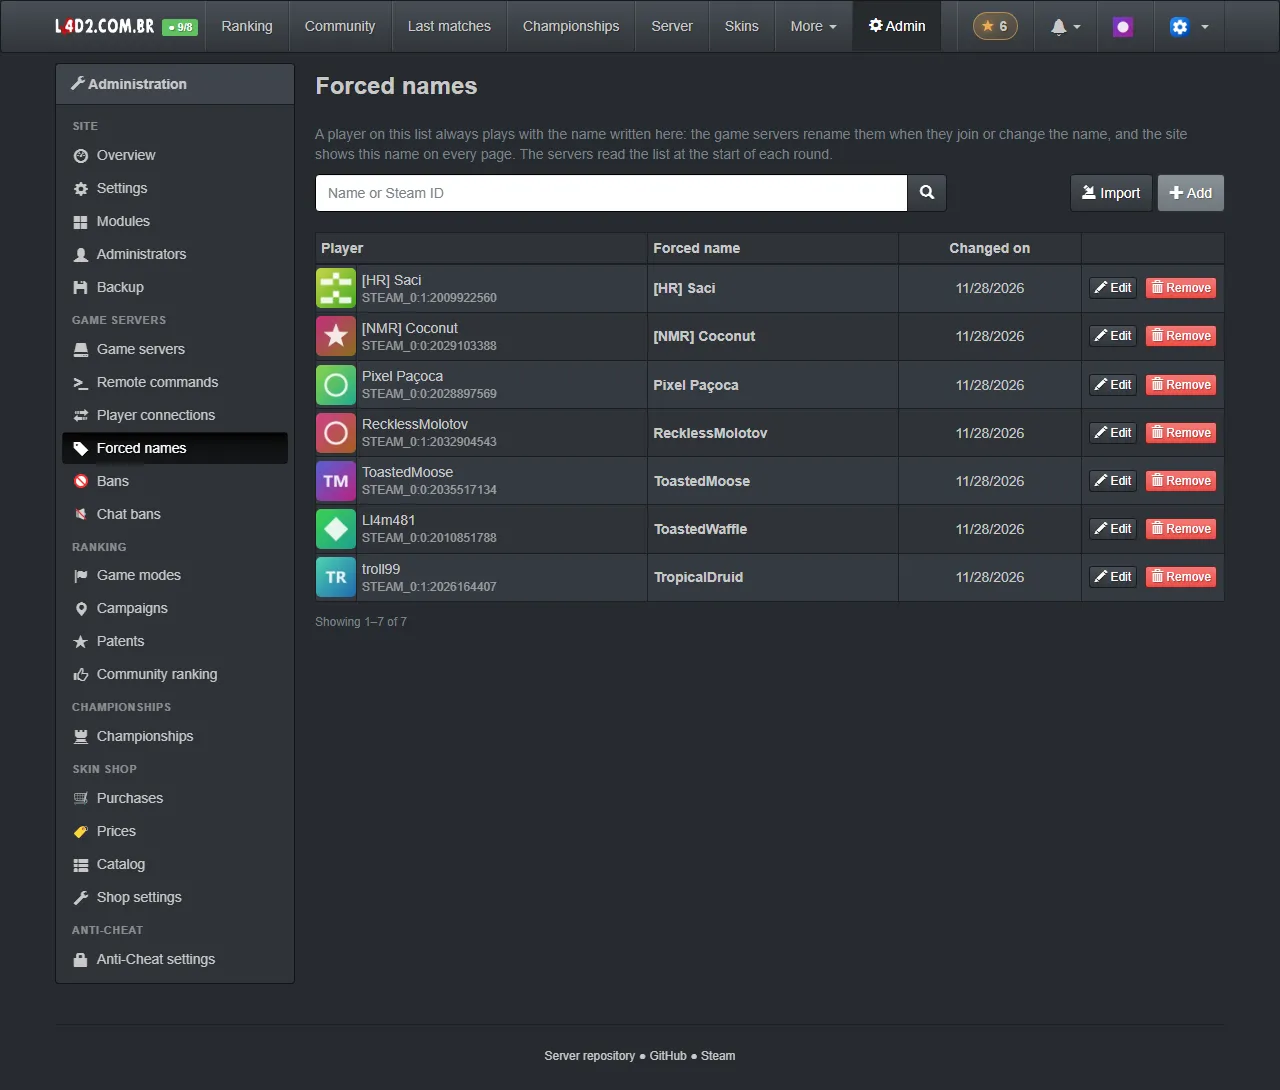 L4D2.COM.BR ● 9/8 Ranking Community Last matches Championships Server Skins More Admin ★ 6
Administration
SITE
Overview
Settings
Modules
Administrators
Backup
GAME SERVERS
Game servers
Remote commands
Player connections
Forced names
Bans
Chat bans
RANKING
Game modes
Campaigns
Patents
Community ranking
CHAMPIONSHIPS
Championships
SKIN SHOP
Purchases
Prices
Catalog
Shop settings
ANTI-CHEAT
Anti-Cheat settings
Forced names
A player on this list always plays with the name written here: the game servers rename them when they join or change the name, and the site
shows this name on every page. The servers read the list at the start of each round.
Name or Steam ID Import Add
Player Forced name Changed on
[HR] Saci
STEAM_0:1:2009922560 [HR] Saci 11/28/2026 Edit Remove
[NMR] Coconut
STEAM_0:0:2029103388 [NMR] Coconut 11/28/2026 Edit Remove
Pixel Paçoca
STEAM_0:0:2028897569 Pixel Paçoca 11/28/2026 Edit Remove
RecklessMolotov
STEAM_0:1:2032904543 RecklessMolotov 11/28/2026 Edit Remove
TM ToastedMoose
STEAM_0:0:2035517134 ToastedMoose 11/28/2026 Edit Remove
Ll4m481
STEAM_0:0:2010851788 ToastedWaffle 11/28/2026 Edit Remove
TR troll99
STEAM_0:1:2026164407 TropicalDruid 11/28/2026 Edit Remove
Showing 1–7 of 7
Server repository ● GitHub ● Steam